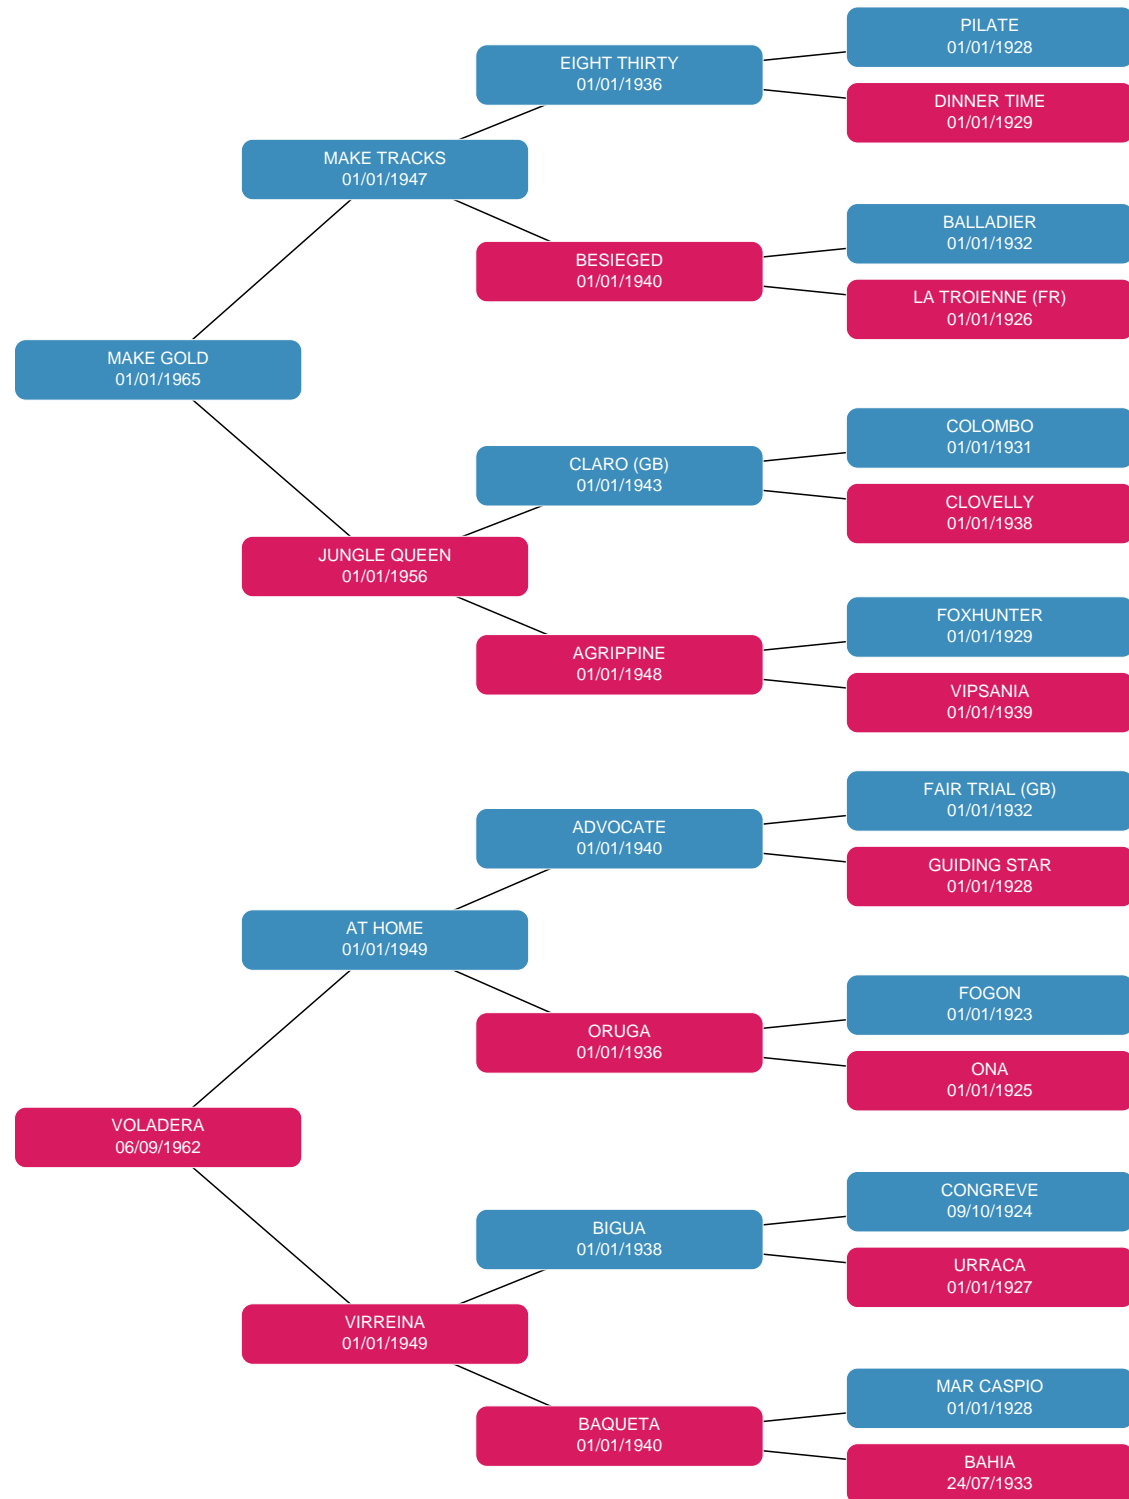 PILATE
01/01/1928
EIGHT THIRTY
01/01/1936
DINNER TIME
01/01/1929
MAKE TRACKS
01/01/1947
BALLADIER
01/01/1932
BESIEGED
01/01/1940
LA TROIENNE (FR)
01/01/1926
MAKE GOLD
01/01/1965
COLOMBO
01/01/1931
CLARO (GB)
01/01/1943
CLOVELLY
01/01/1938
JUNGLE QUEEN
01/01/1956
FOXHUNTER
01/01/1929
AGRIPPINE
01/01/1948
VIPSANIA
01/01/1939
FAIR TRIAL (GB)
01/01/1932
ADVOCATE
01/01/1940
GUIDING STAR
01/01/1928
AT HOME
01/01/1949
FOGON
01/01/1923
ORUGA
01/01/1936
ONA
01/01/1925
VOLADERA
06/09/1962
CONGREVE
09/10/1924
BIGUA
01/01/1938
URRACA
01/01/1927
VIRREINA
01/01/1949
MAR CASPIO
01/01/1928
BAQUETA
01/01/1940
BAHIA
24/07/1933